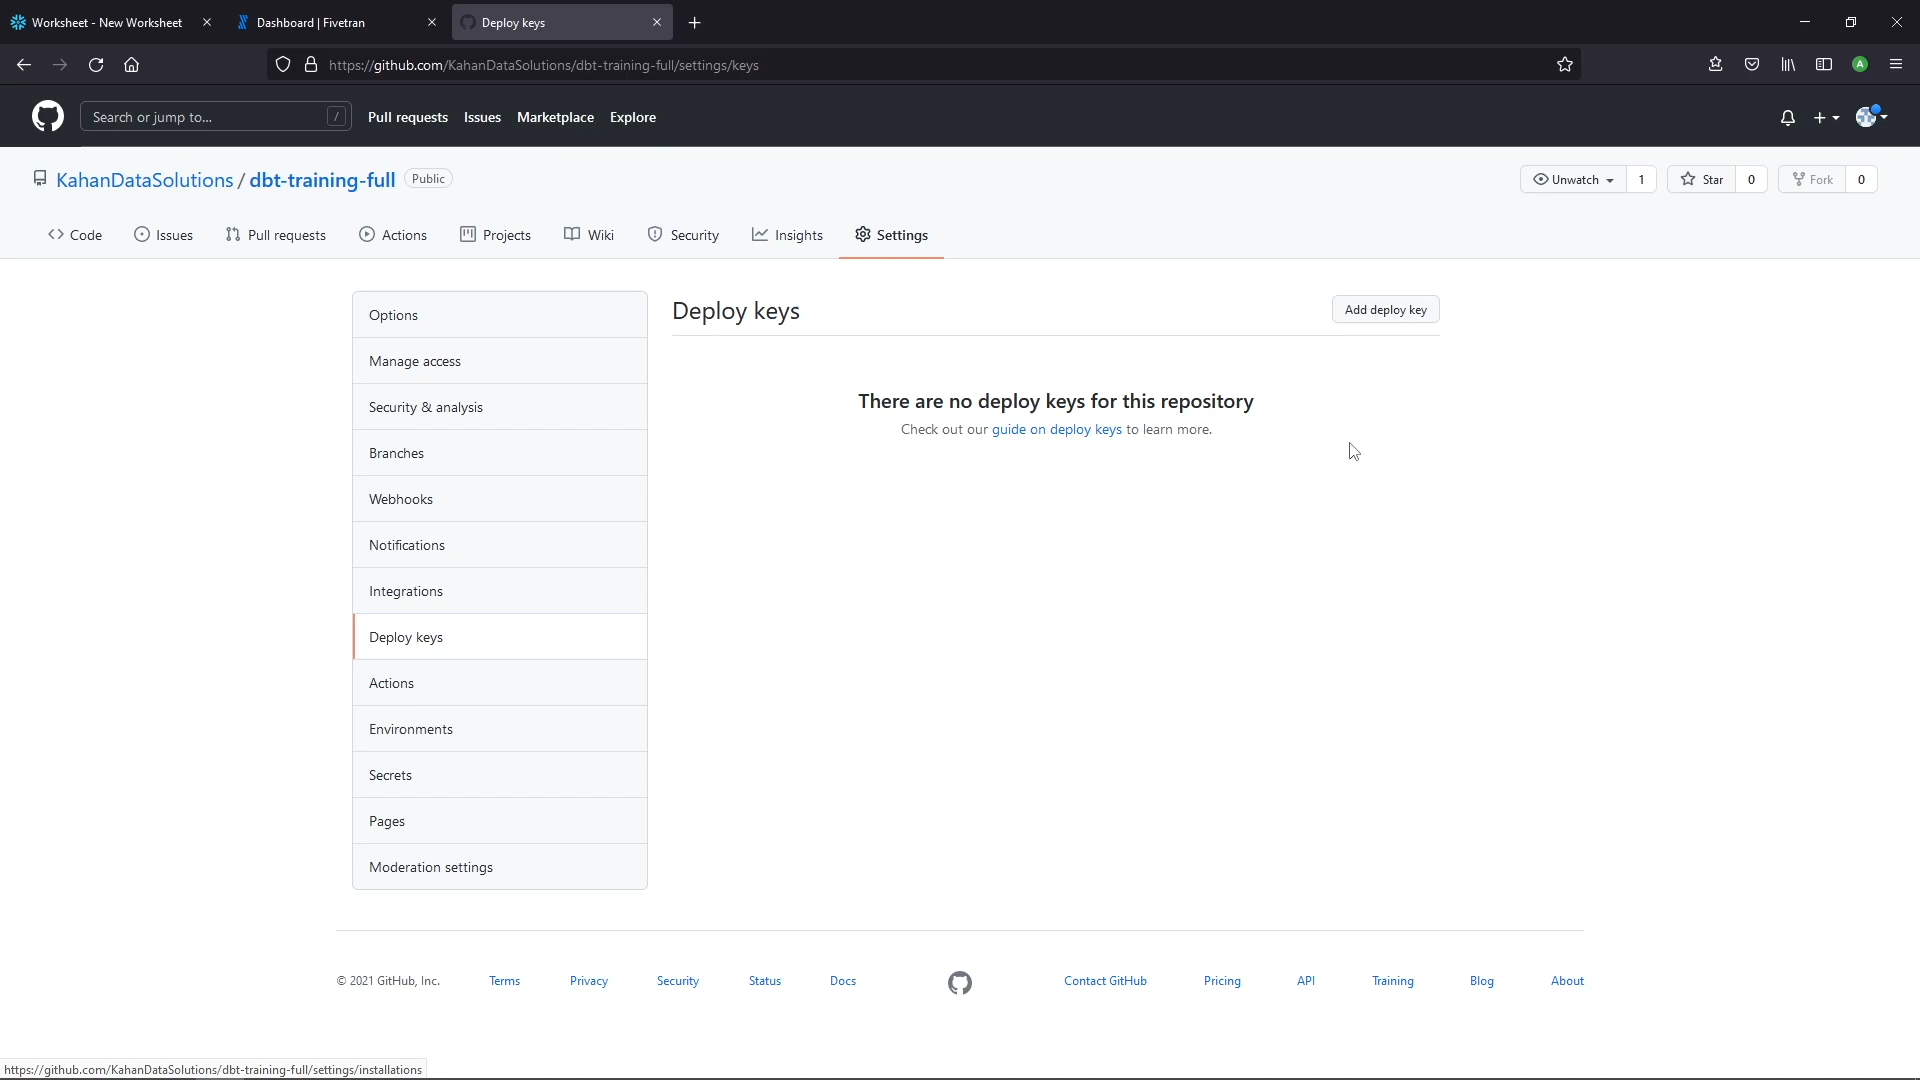 Worksheet - New Worksheet
Dashboard | Fivetran
Deploy keys
https://github.com/KahanDataSolutions/dbt-training-full/settings/keys
A
Search or jump to...
/
Pull requests
Issues
Marketplace
Explore
KahanDataSolutions / dbt-training-full
Public
Unwatch
1
Star
0
Fork
0
Code
Issues
Pull requests
Actions
Projects
Wiki
Security
Insights
Settings
Options
Manage access
Security & analysis
Branches
Webhooks
Notifications
Integrations
Deploy keys
Actions
Environments
Secrets
Pages
Moderation settings
Deploy keys
Add deploy key
There are no deploy keys for this repository
Check out our guide on deploy keys to learn more.
© 2021 GitHub, Inc.
Terms
Privacy
Security
Status
Docs
Contact GitHub
Pricing
API
Training
Blog
About
https://github.com/KahanDataSolutions/dbt-training-full/settings/installations